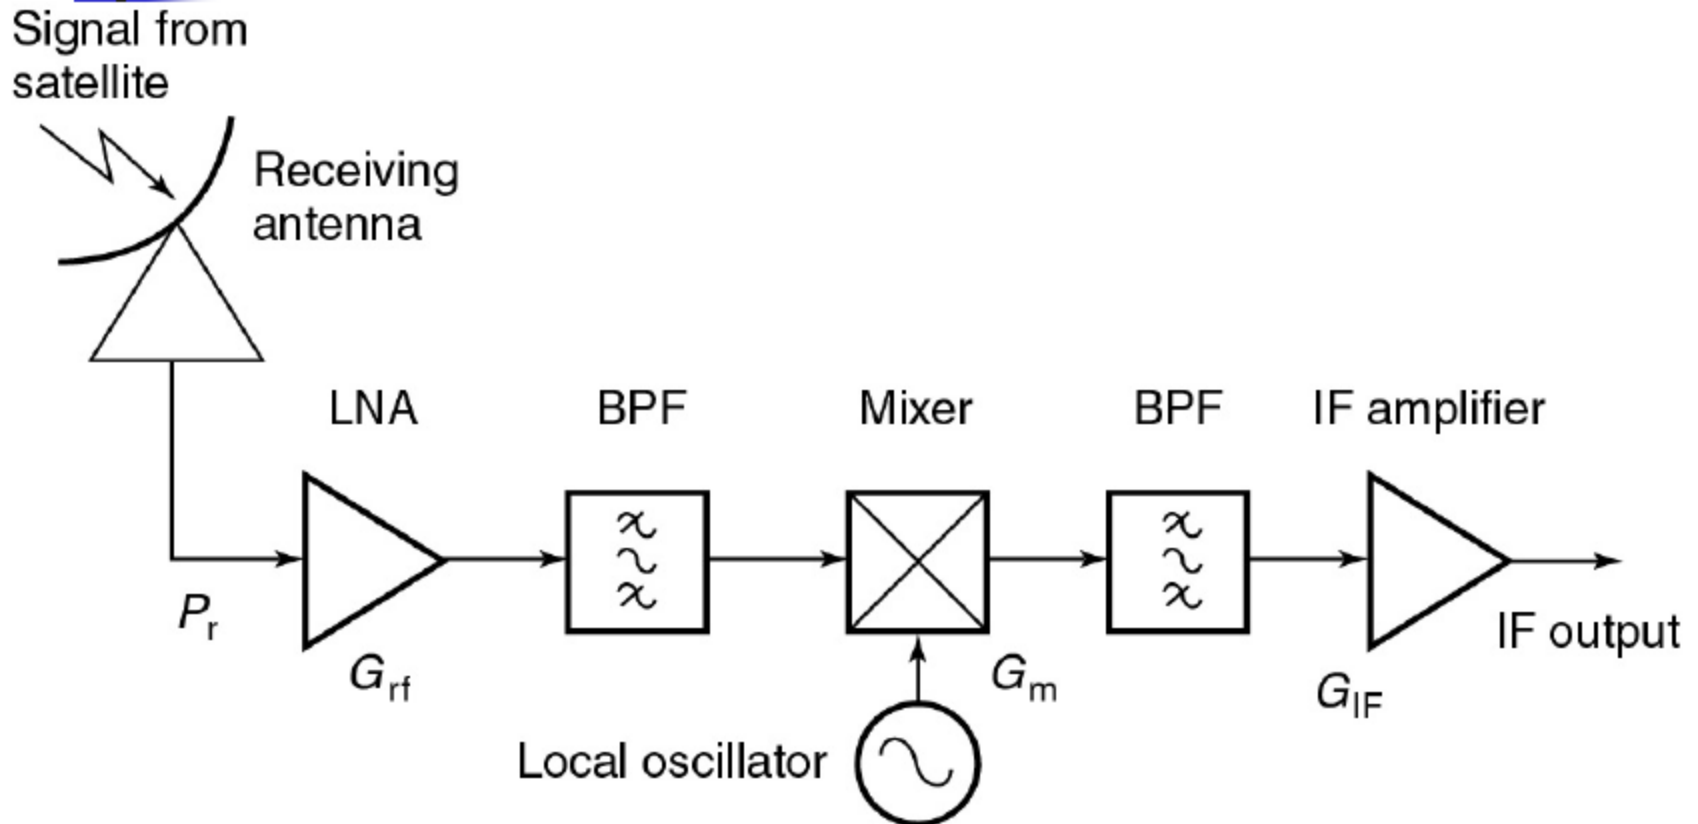 Signal from
satellite
Receiving
antenna
LNA
BPF
Mixer
BPF
IF amplifier
Pr
Grf
Gm
GIF
IF output
Local oscillator